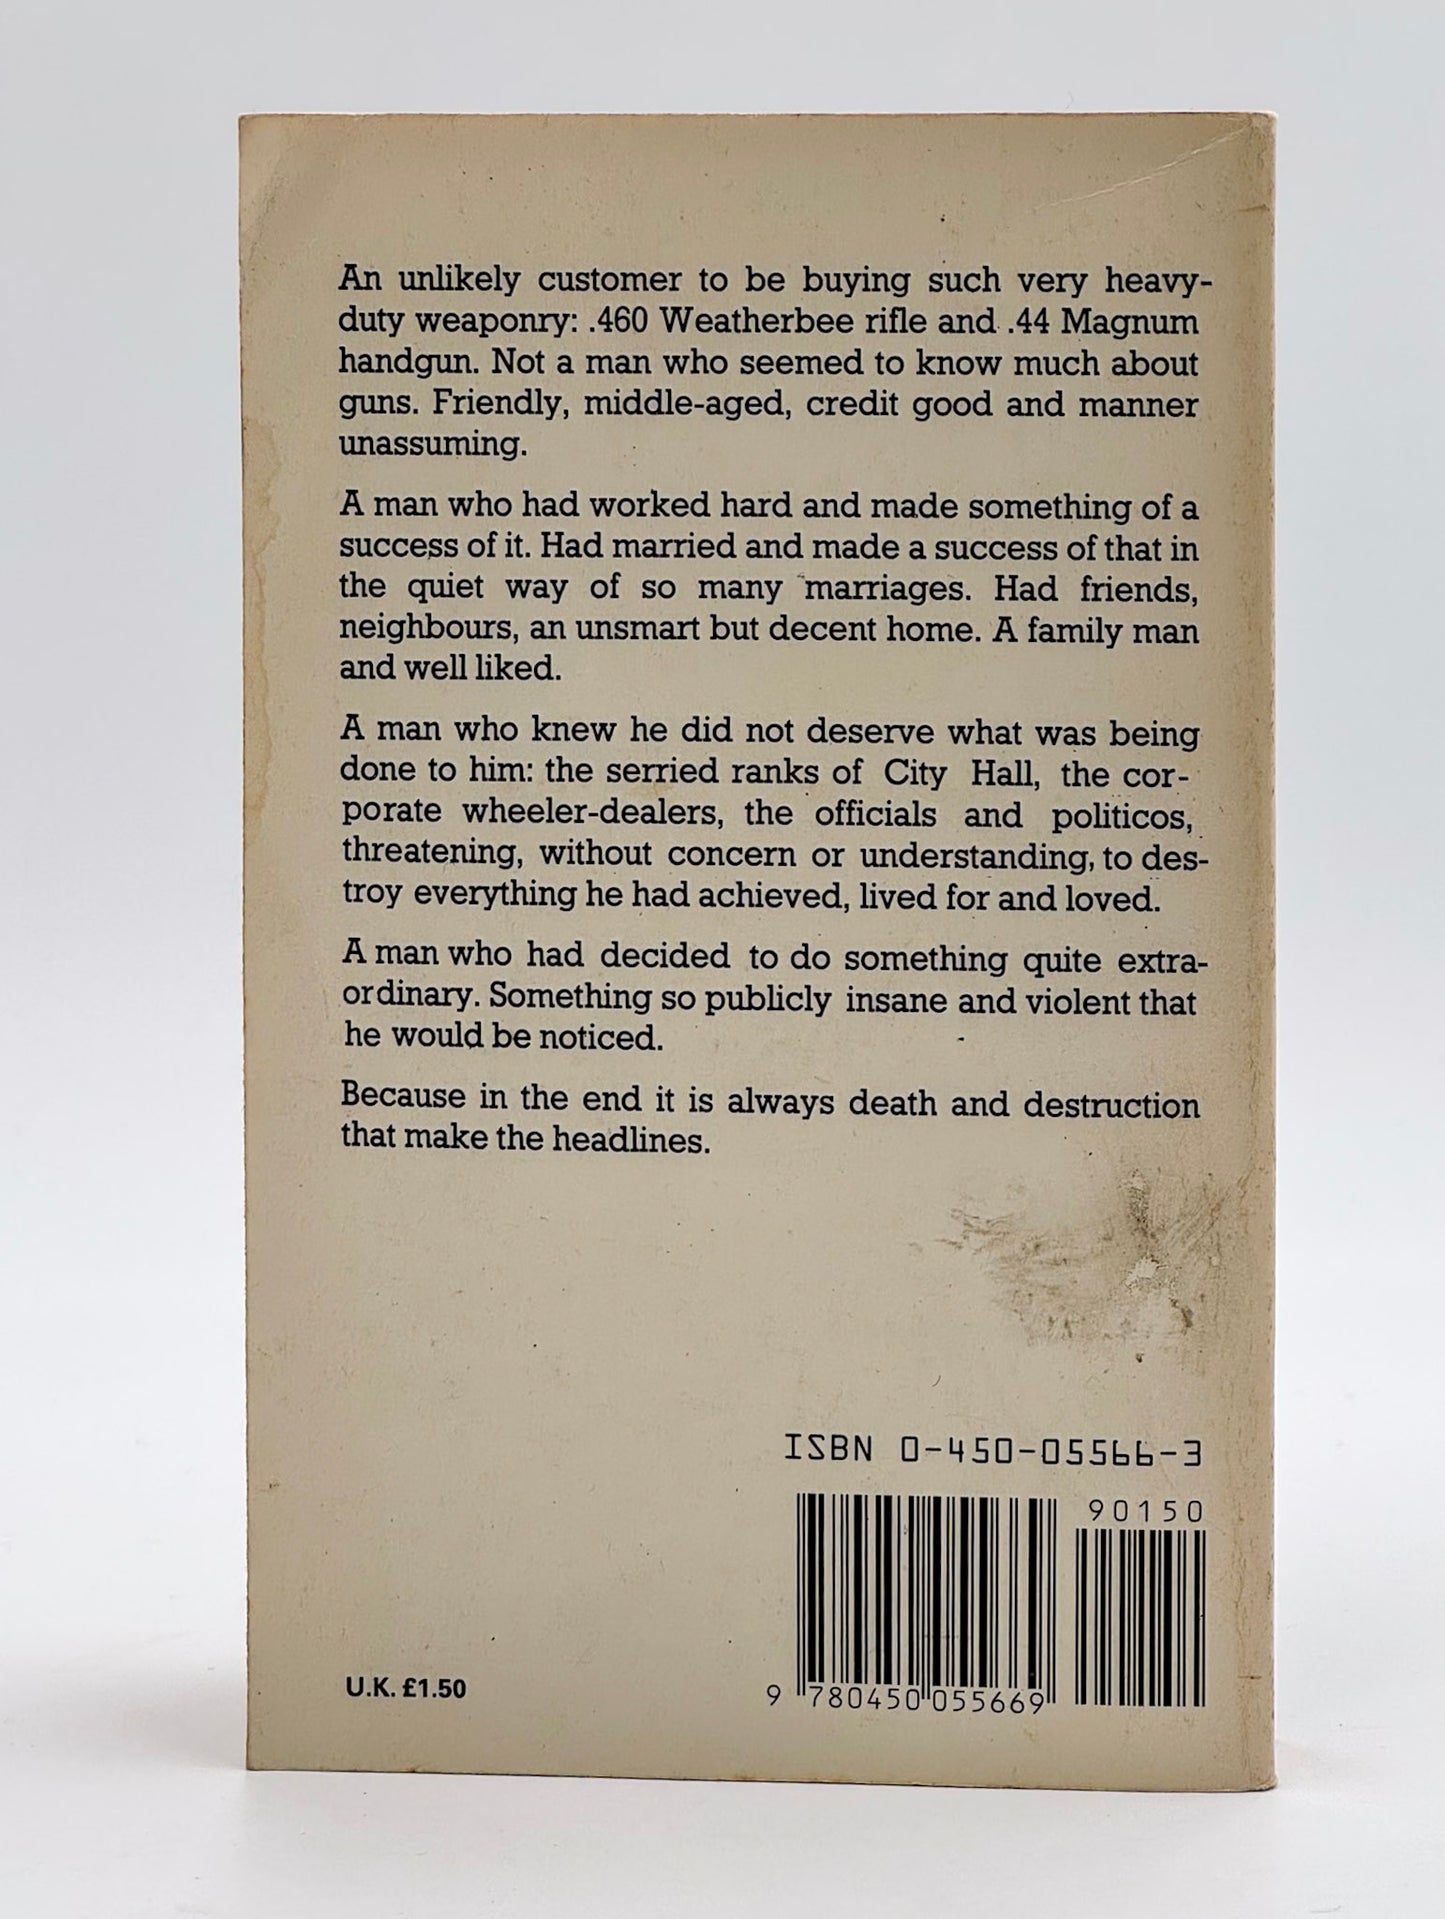 An unlikely customer to be buying such very heavy-
duty weaponry: .460 Weatherbee rifle and .44 Magnum
handgun. Not a man who seemed to know much about
guns. Friendly, middle-aged, credit good and manner
unassuming.
A man who had worked hard and made something of a
success of it. Had married and made a success of that in
the quiet way of so many marriages. Had friends,
neighbours, an unsmart but decent home. A family man
and well liked.
A man who knew he did not deserve what was being
done to him: the serried ranks of City Hall, the cor-
porate wheeler-dealers, the officials and politicos,
threatening, without concern or understanding, to des-
troy everything he had achieved, lived for and loved.
A man who had decided to do something quite extra-
ordinary. Something so publicly insane and violent that
he would be noticed.
Because in the end it is always death and destruction
that make the headlines.
ISBN 0-450-05566-3
90150
9 780450 055669
U.K. £1.50